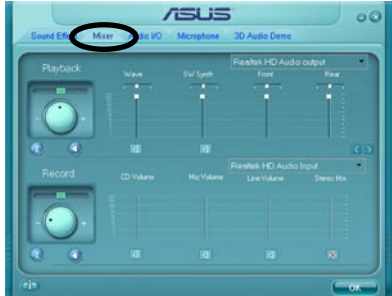 ASUS
Sound Effect Mixer Audio I/O Microphone 3D Audio Demo
Playback
Realtek HD Audio output
Wave SW Synth Front Rear
Record
Realtek HD Audio Input
CD Volume Mic Volume Line Volume Stereo Mix
OK